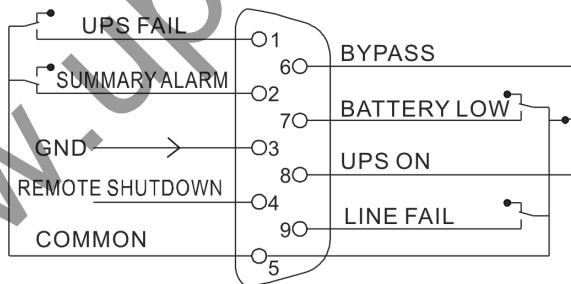 UPS FAIL
1
BYPASS
6
SUMMARY ALARM
2
BATTERY LOW
7
GND
3
UPS ON
8
REMOTE SHUTDOWN
4
LINE FAIL
9
COMMON
5
w.up